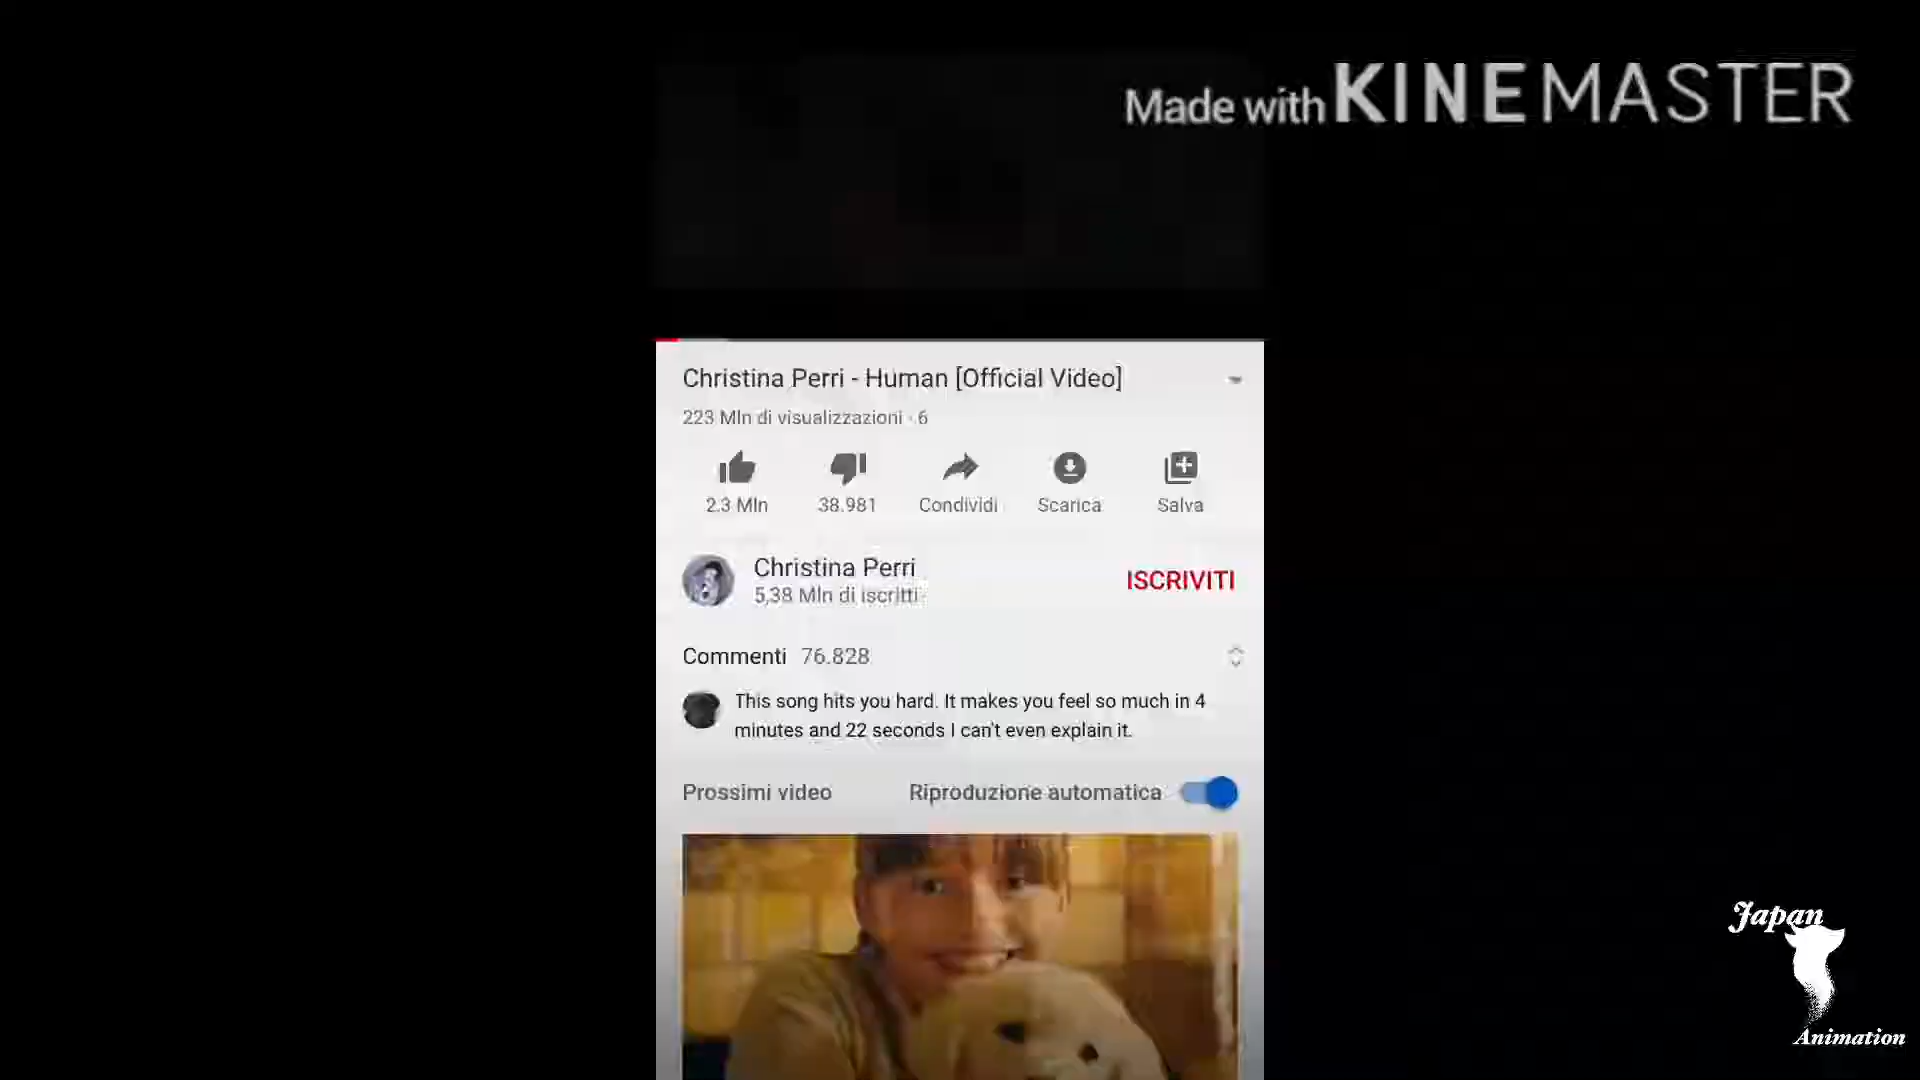 Made with KINEMASTER
Christina Perri - Human [Official Video]
223 Mln di visualizzazioni · 6
2.3 Mln
38.981
Condividi
Scarica
Salva
Christina Perri
5,38 Mln di iscritti
ISCRIVITI
Commenti 76.828
This song hits you hard. It makes you feel so much in 4
minutes and 22 seconds I can't even explain it.
Prossimi video
Riproduzione automatica
Japan
Animation